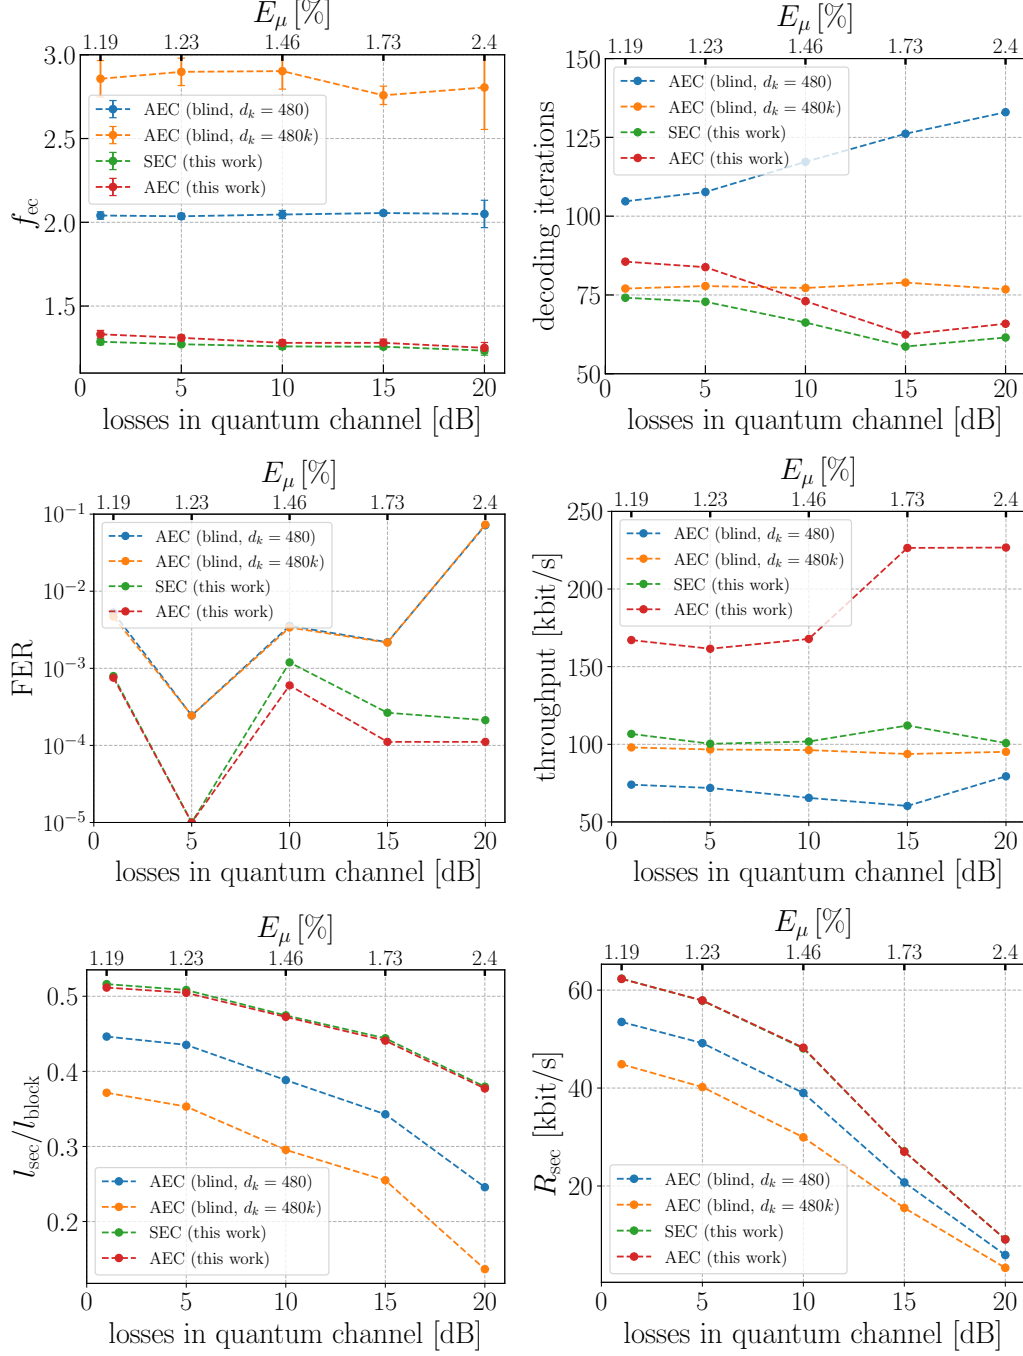 E_μ [%]
1.19 1.23 1.46 1.73 2.4
3.0
2.5
2.0
1.5
f_ec
AEC (blind, d_k = 480)
AEC (blind, d_k = 480k)
SEC (this work)
AEC (this work)
0 5 10 15 20
losses in quantum channel [dB]
E_μ [%]
1.19 1.23 1.46 1.73 2.4
150
125
100
75
50
decoding iterations
AEC (blind, d_k = 480)
AEC (blind, d_k = 480k)
SEC (this work)
AEC (this work)
0 5 10 15 20
losses in quantum channel [dB]
E_μ [%]
1.19 1.23 1.46 1.73 2.4
10⁻¹
10⁻²
10⁻³
10⁻⁴
10⁻⁵
FER
AEC (blind, d_k = 480)
AEC (blind, d_k = 480k)
SEC (this work)
AEC (this work)
0 5 10 15 20
losses in quantum channel [dB]
E_μ [%]
1.19 1.23 1.46 1.73 2.4
250
200
150
100
50
throughput [kbit/s]
AEC (blind, d_k = 480)
AEC (blind, d_k = 480k)
SEC (this work)
AEC (this work)
0 5 10 15 20
losses in quantum channel [dB]
E_μ [%]
1.19 1.23 1.46 1.73 2.4
0.5
0.4
0.3
0.2
l_sec/l_block
AEC (blind, d_k = 480)
AEC (blind, d_k = 480k)
SEC (this work)
AEC (this work)
0 5 10 15 20
losses in quantum channel [dB]
E_μ [%]
1.19 1.23 1.46 1.73 2.4
60
40
20
R_sec [kbit/s]
AEC (blind, d_k = 480)
AEC (blind, d_k = 480k)
SEC (this work)
AEC (this work)
0 5 10 15 20
losses in quantum channel [dB]